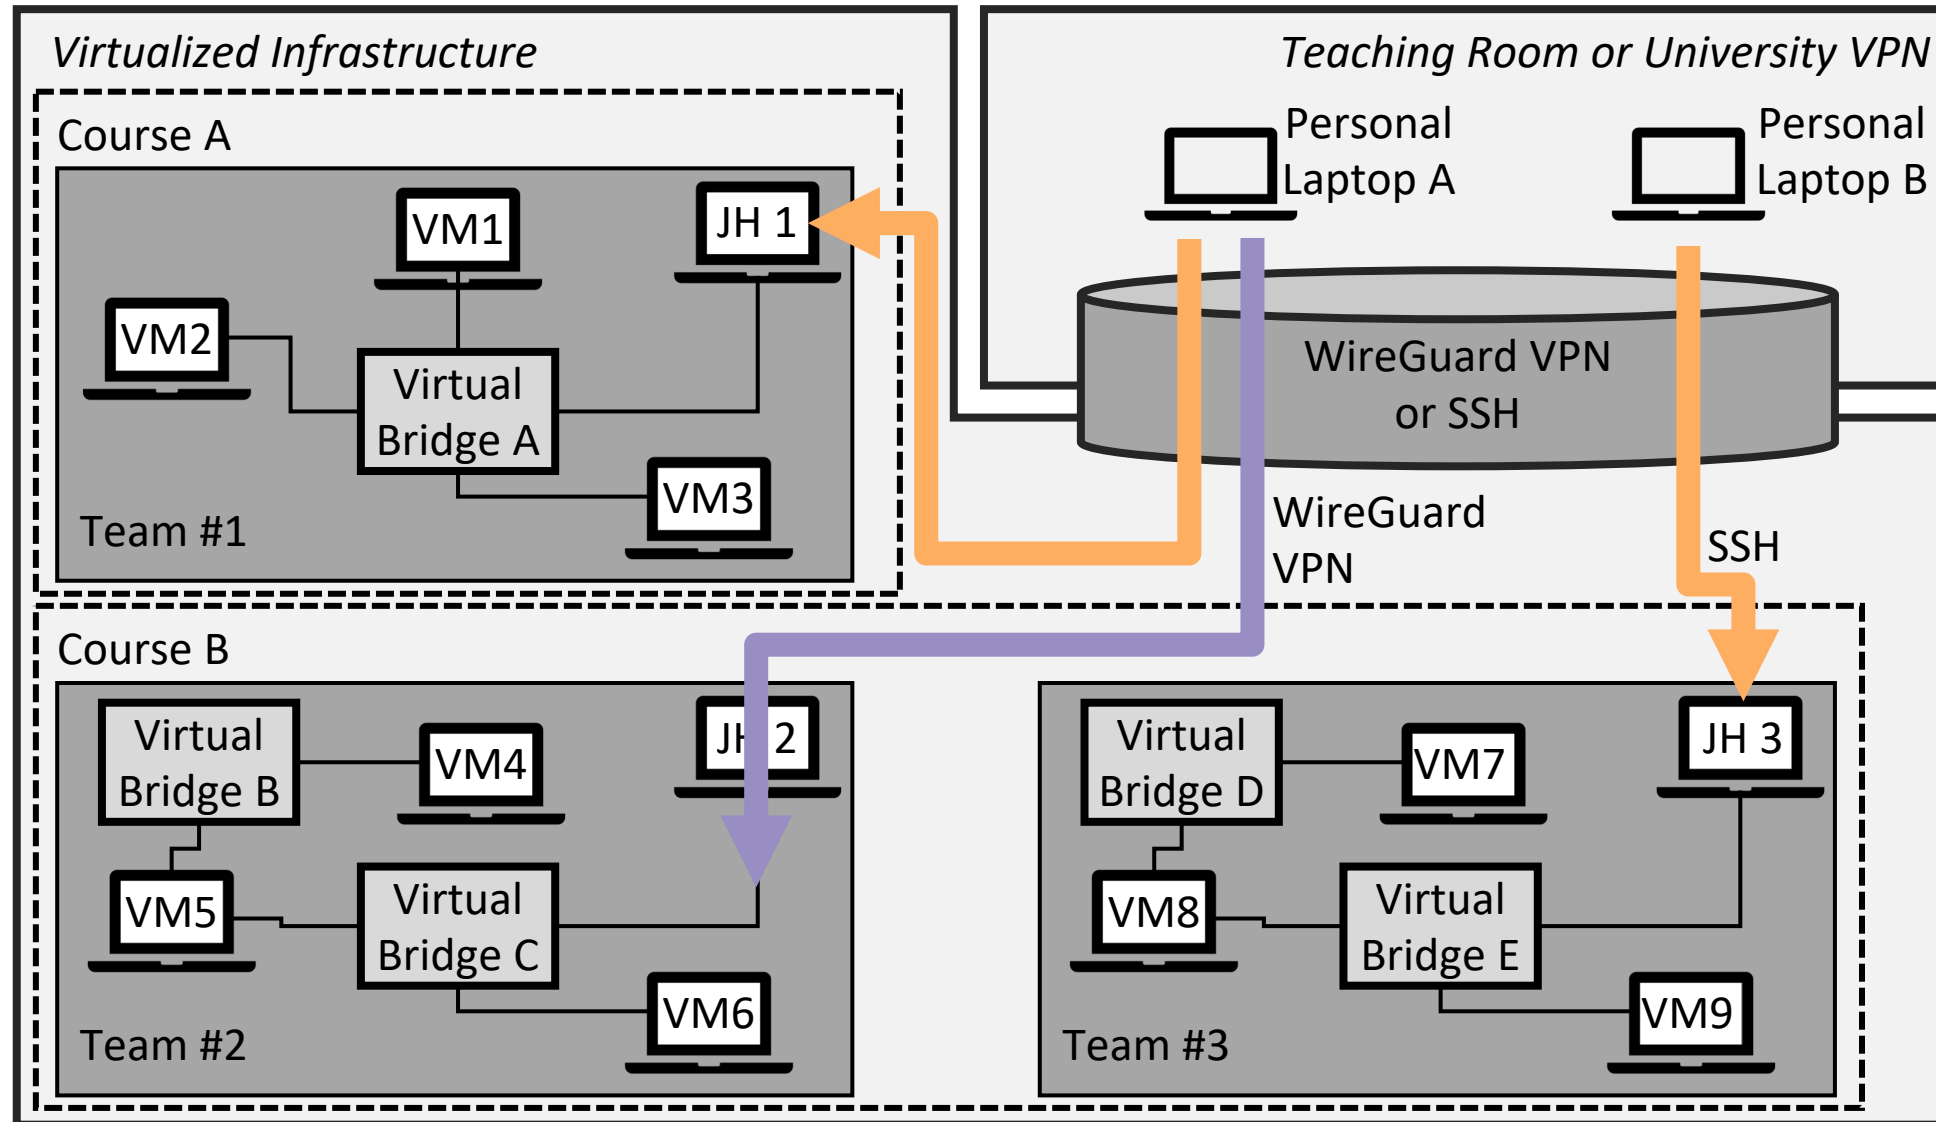 Virtualized Infrastructure
Teaching Room or University VPN
Course A
Personal
Laptop A
Personal
Laptop B
VM1
JH 1
VM2
Virtual
Bridge A
VM3
Team #1
WireGuard VPN
or SSH
WireGuard
VPN
SSH
Course B
Virtual
Bridge B
VM4
JH 2
VM5
Virtual
Bridge C
VM6
Team #2
Virtual
Bridge D
VM7
JH 3
VM8
Virtual
Bridge E
VM9
Team #3